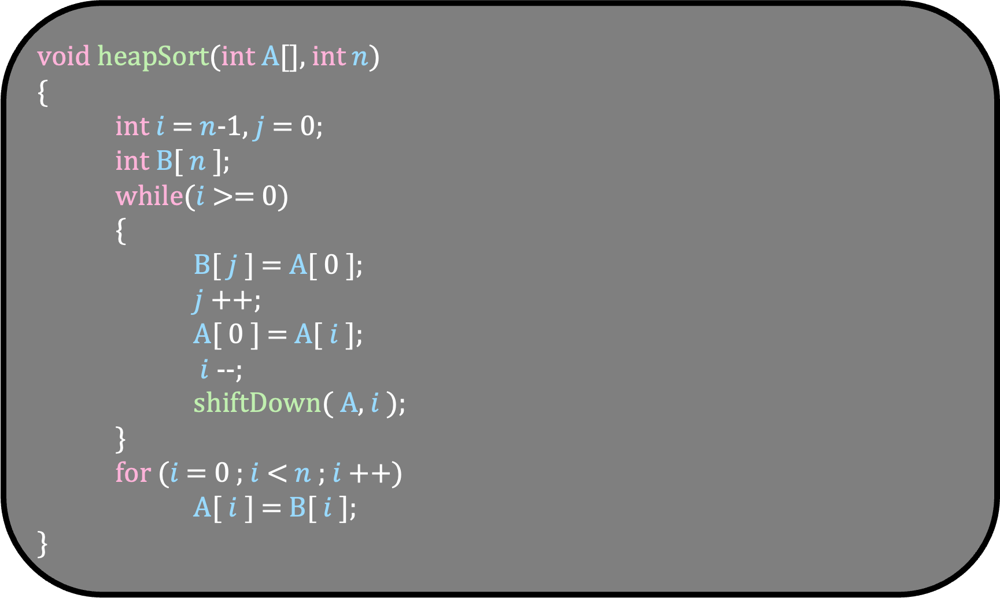 void heapSort(int A[], int n)
{
int i = n-1, j = 0;
int B[ n ];
while(i >= 0)
{
B[ j ] = A[ 0 ];
j ++;
A[ 0 ] = A[ i ];
i --;
shiftDown( A, i );
}
for (i = 0 ; i < n ; i ++)
A[ i ] = B[ i ];
}